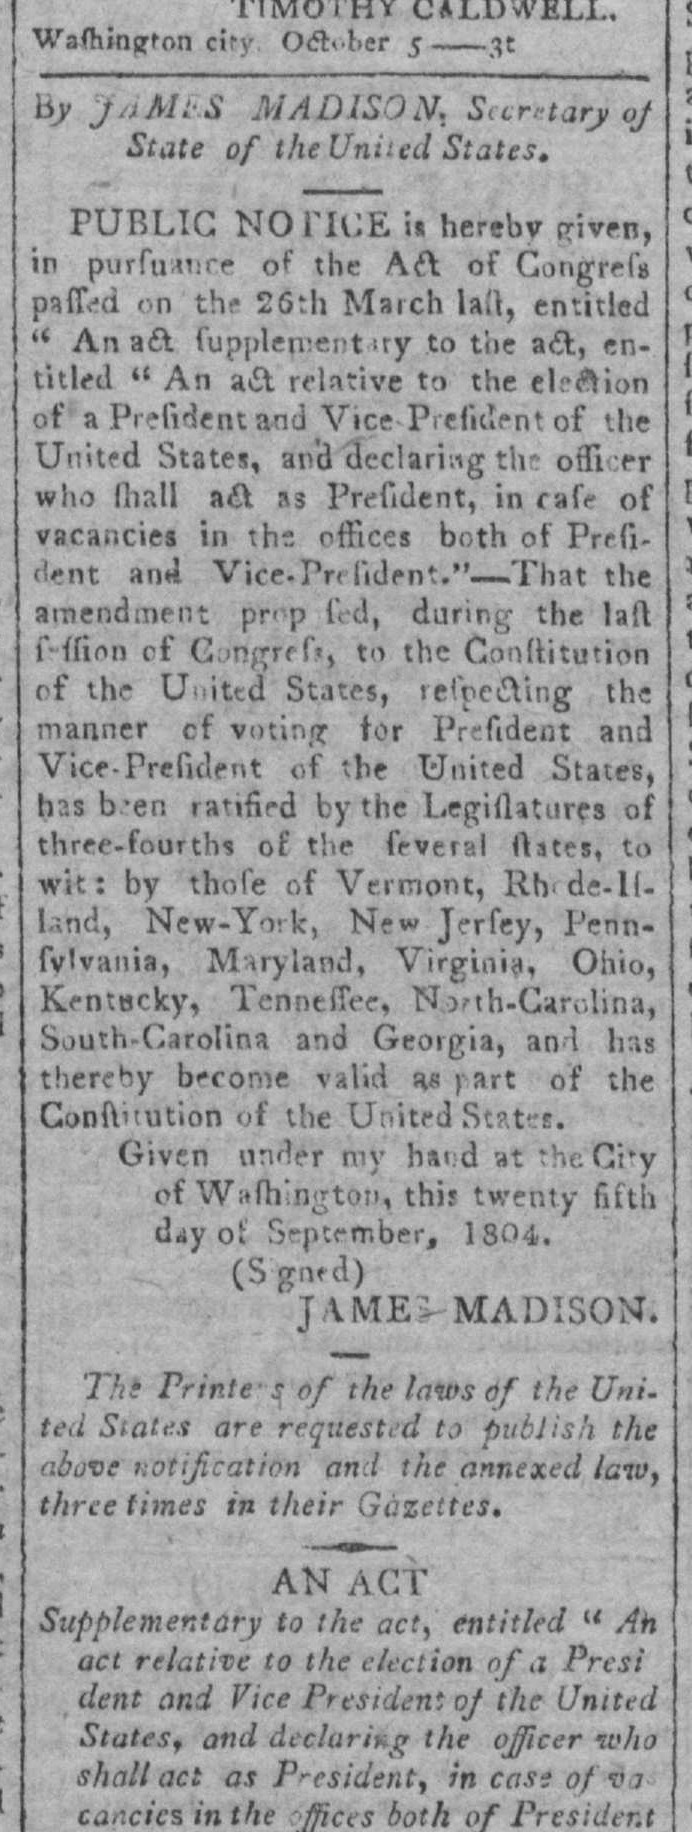 TIMOTHY CALDWELL.
Waſhington city October 5——3t
By JAMES MADISON, Secretary of
State of the United States.
PUBLIC NOTICE is hereby given,
in purſuance of the Act of Congreſs
paſſed on the 26th March laſt, entitled
“ An act ſupplementary to the act, en-
titled “ An act relative to the election
of a Preſident and Vice-Preſident of the
United States, and declaring the officer
who ſhall act as Preſident, in caſe of
vacancies in the offices both of Preſi-
dent and Vice-Preſident.”—That the
amendment prop ſed, during the laſt
ſeſſion of Congreſs, to the Conſtitution
of the United States, reſpecting the
manner of voting for Preſident and
Vice-Preſident of the United States,
has been ratified by the Legiſlatures of
three-fourths of the ſeveral ſtates, to
wit: by thoſe of Vermont, Rhode-Iſ-
land, New-York, New Jerſey, Penn-
ſylvania, Maryland, Virginia, Ohio,
Kentucky, Tenneſſee, North-Carolina,
South-Carolina and Georgia, and has
thereby become valid as part of the
Conſtitution of the United States.
Given under my hand at the City
of Waſhington, this twenty fifth
day of September, 1804.
(Signed)
JAMES MADISON.
The Printers of the laws of the Uni-
ted States are requested to publish the
above notification and the annexed law,
three times in their Gazettes.
AN ACT
Supplementary to the act, entitled “ An
act relative to the election of a Presi
dent and Vice President of the United
States, and declaring the officer who
shall act as President, in case of va
cancies in the offices both of President